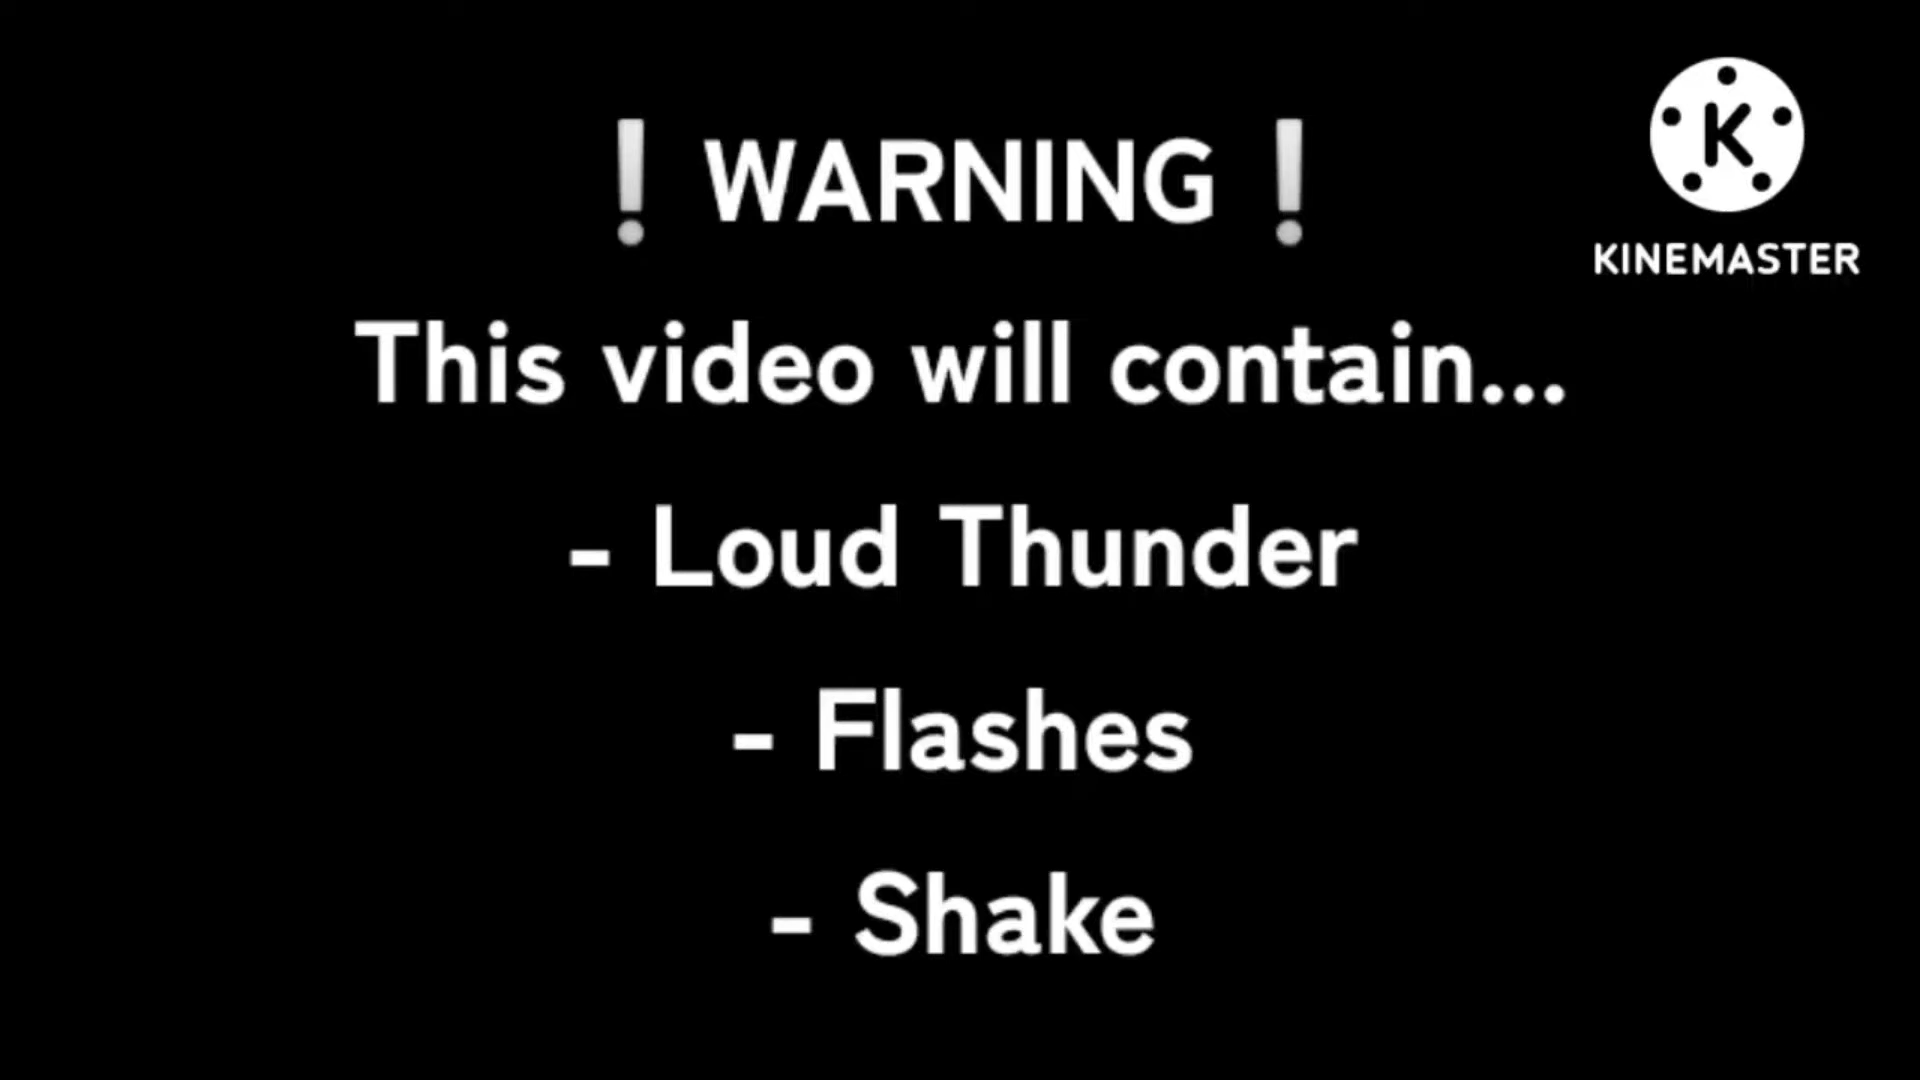 ❕WARNING❕
KINEMASTER
This video will contain...
- Loud Thunder
- Flashes
- Shake